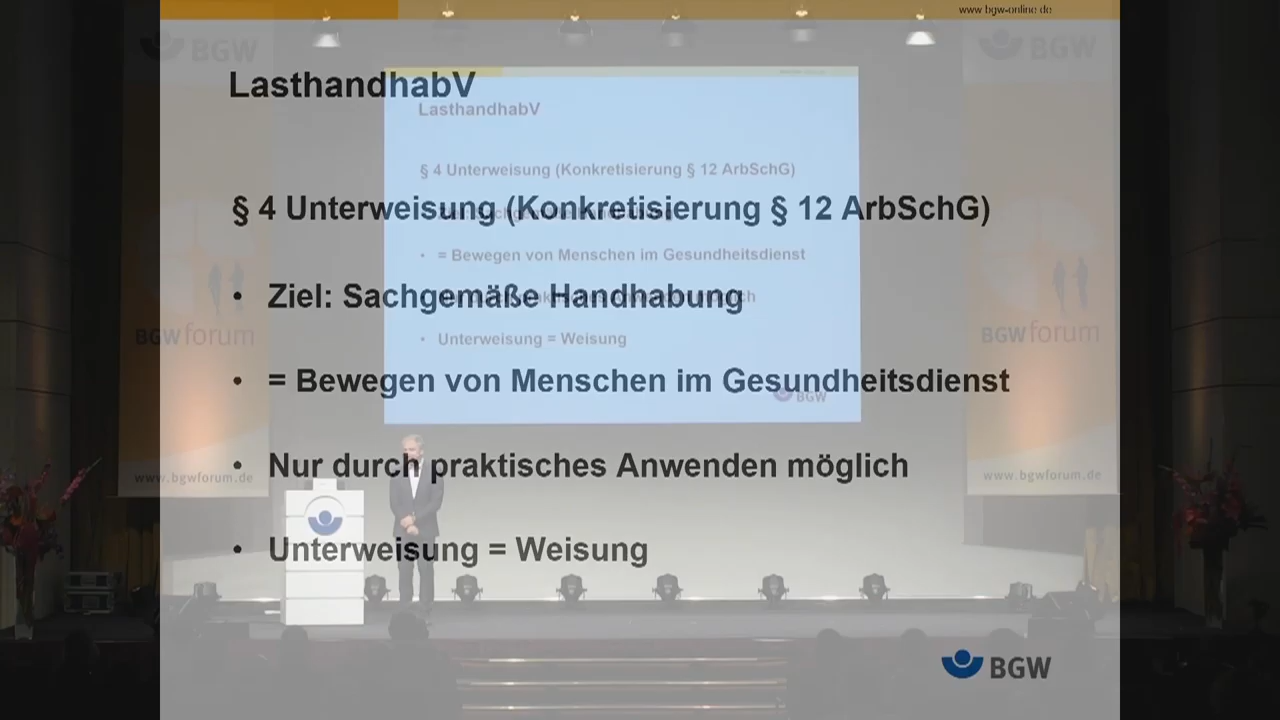 www.bgw-online.de
BGW
BGW
LasthandhabV
LasthandhabV
§ 4 Unterweisung (Konkretisierung § 12 ArbSchG)
§ 4 Unterweisung (Konkretisierung § 12 ArbSchG)
= Bewegen von Menschen im Gesundheitsdienst
• Ziel: Sachgemäße Handhabung
BGW forum
BGW forum
• Unterweisung = Weisung
• = Bewegen von Menschen im Gesundheitsdienst
BGW
• Nur durch praktisches Anwenden möglich
www.bgwforum.de
www.bgwforum.de
• Unterweisung = Weisung
BGW